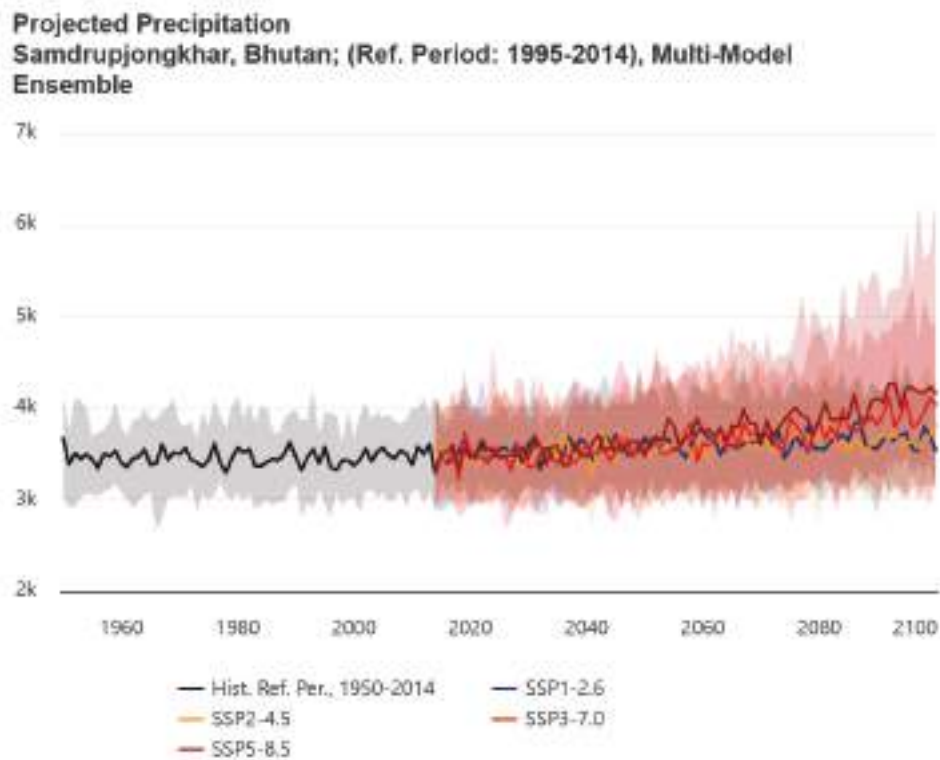 Projected Precipitation
Samdrupjongkhar, Bhutan; (Ref. Period: 1995-2014), Multi-Model
Ensemble
7k
6k
5k
4k
3k
2k
1960 1980 2000 2020 2040 2060 2080 2100
Hist. Ref. Per., 1950-2014 SSP1-2.6
SSP2-4.5 SSP3-7.0
SSP5-8.5